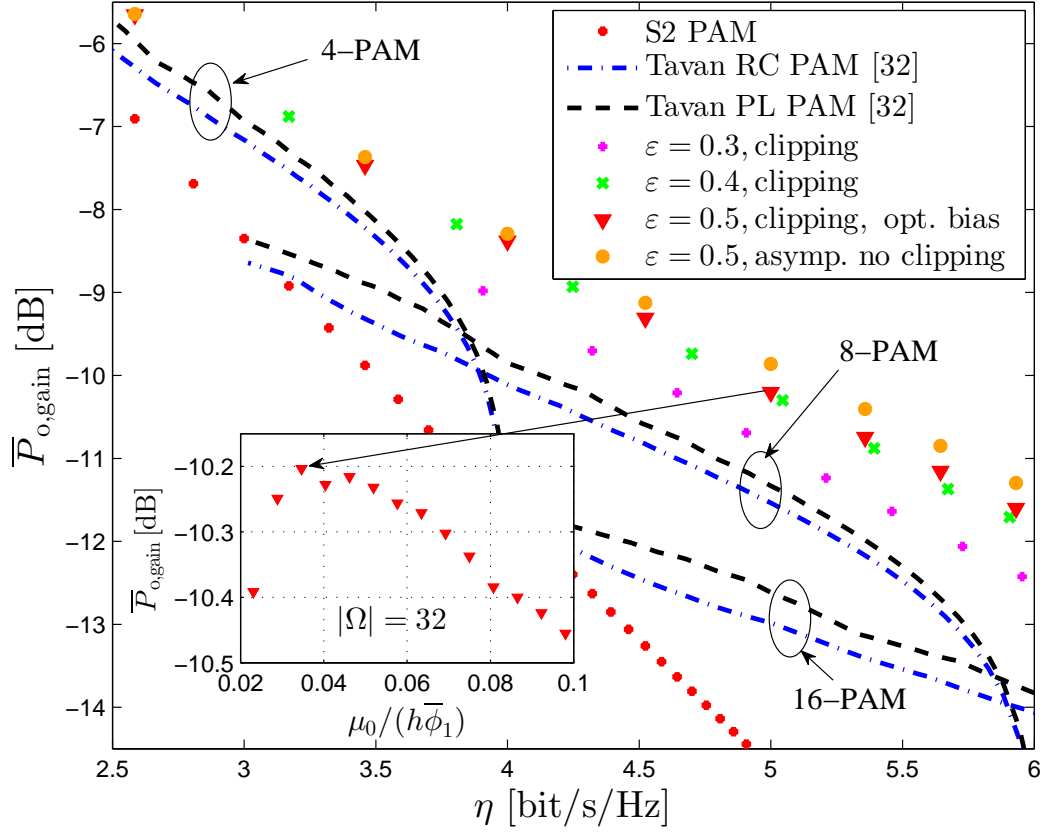 S2 PAM
Tavan RC PAM [32]
Tavan PL PAM [32]
ε = 0.3, clipping
ε = 0.4, clipping
ε = 0.5, clipping, opt. bias
ε = 0.5, asymp. no clipping
4–PAM
8–PAM
16–PAM
−6
−7
−8
−9
−10
−11
−12
−13
−14
P̅o,gain [dB]
2.5 3 3.5 4 4.5 5 5.5 6
η [bit/s/Hz]
−10.2
−10.3
−10.4
−10.5
P̅o,gain [dB]
|Ω| = 32
0.02 0.04 0.06 0.08 0.1
μ0/(hϕ̅1)